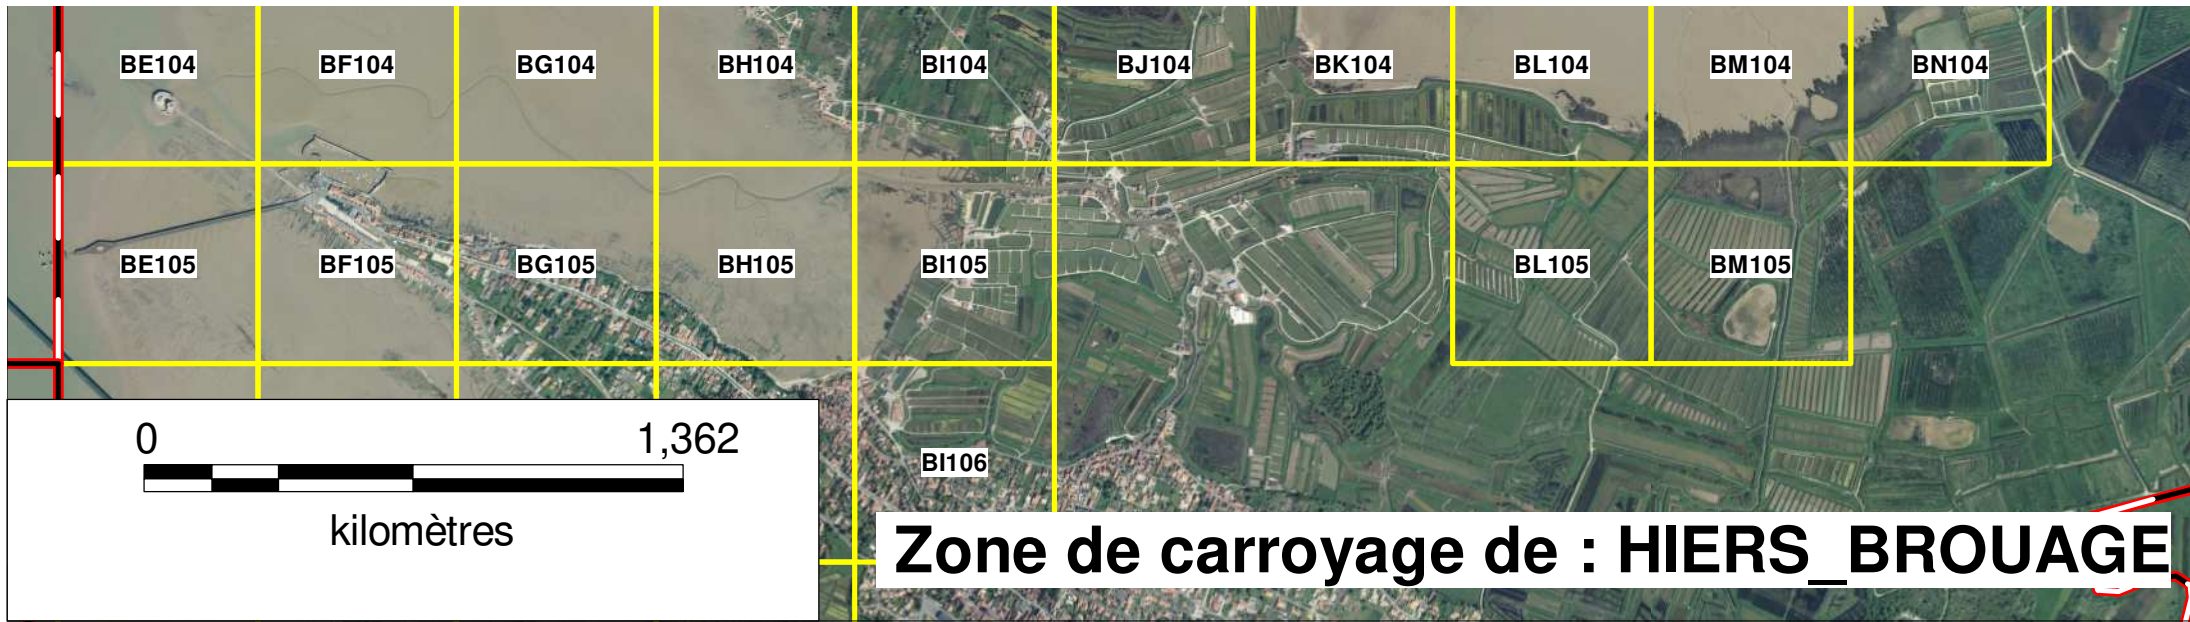 BE104 BF104 BG104 BH104 BI104 BJ104 BK104 BL104 BM104 BN104
BE105 BF105 BG105 BH105 BI105 BL105 BM105
BI106
0 1,362
kilomètres
Zone de carroyage de : HIERS_BROUAGE